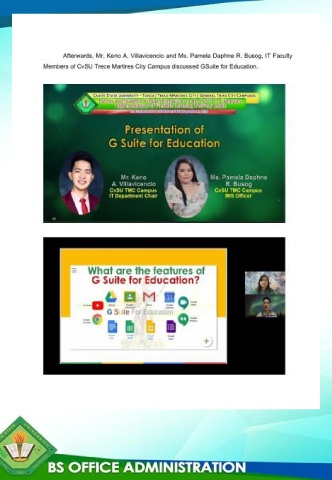 Afterwards, Mr. Keno A. Villavicencio and Ms. Pamela Daphne R. Busog, IT Faculty
Members of CvSU Trece Martires City Campus discussed GSuite for Education.
Presentation of
G Suite for Education
Mr. Keno
A. Villavicencio
CvSU TMC Campus
IT Department Chair
Ms. Pamela Daphne
R. Busog
CvSU TMC Campus
MIS Officer
What are the features of
G Suite for Education?
G Suite For Education
BS OFFICE ADMINISTRATION